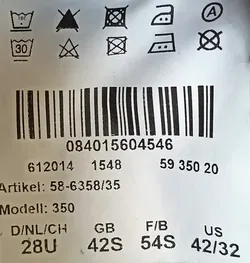 A
30
084015604546
612014 1548 59 350 20
Artikel: 58-6358/35
Modell: 350
D/NL/CH GB F/B US
28U 42S 54S 42/32